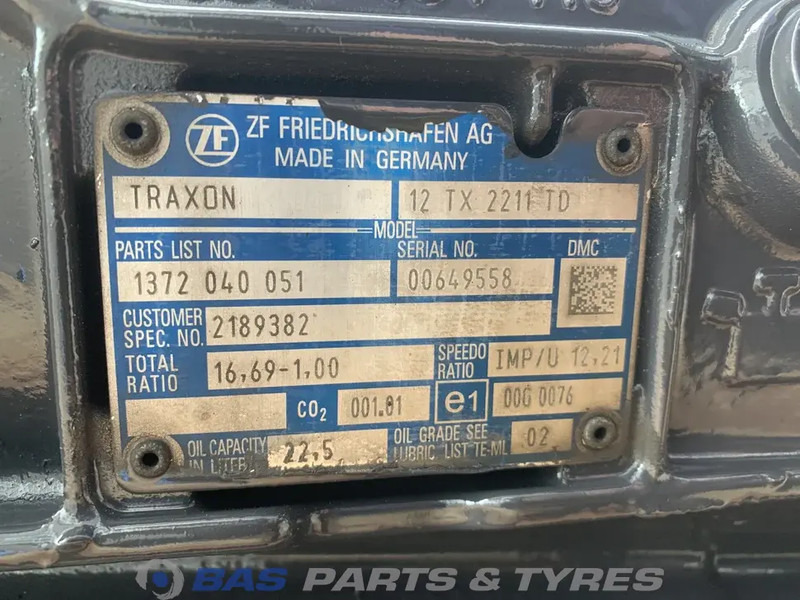 ZF FRIEDRICHSHAFEN AG
MADE IN GERMANY
TRAXON 12 TX 2211 TD
MODEL
PARTS LIST NO. SERIAL NO. DMC
1372 040 051 00649558
CUSTOMER SPEC. NO. 2189382
TOTAL RATIO 16,69-1,00 SPEEDO RATIO IMP/U 12,21
CO2 001.81 e1 00G 0076
OIL CAPACITY IN LITER 22,5 OIL GRADE SEE LUBRIC. LIST TE-ML 02
BAS PARTS & TYRES